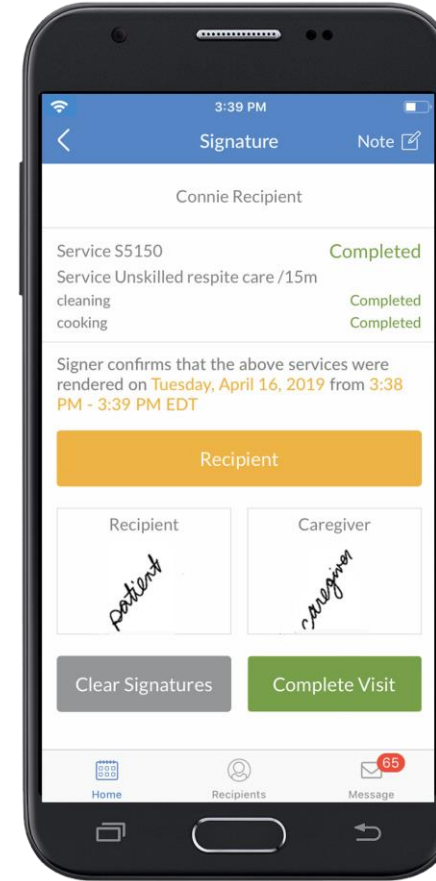 3:39 PM
Signature Note
Connie Recipient
Service S5150 Completed
Service Unskilled respite care /15m
cleaning Completed
cooking Completed
Signer confirms that the above services were
rendered on Tuesday, April 16, 2019 from 3:38
PM - 3:39 PM EDT
Recipient
Recipient Caregiver
patient caregiver
Clear Signatures Complete Visit
65
Home Recipients Message